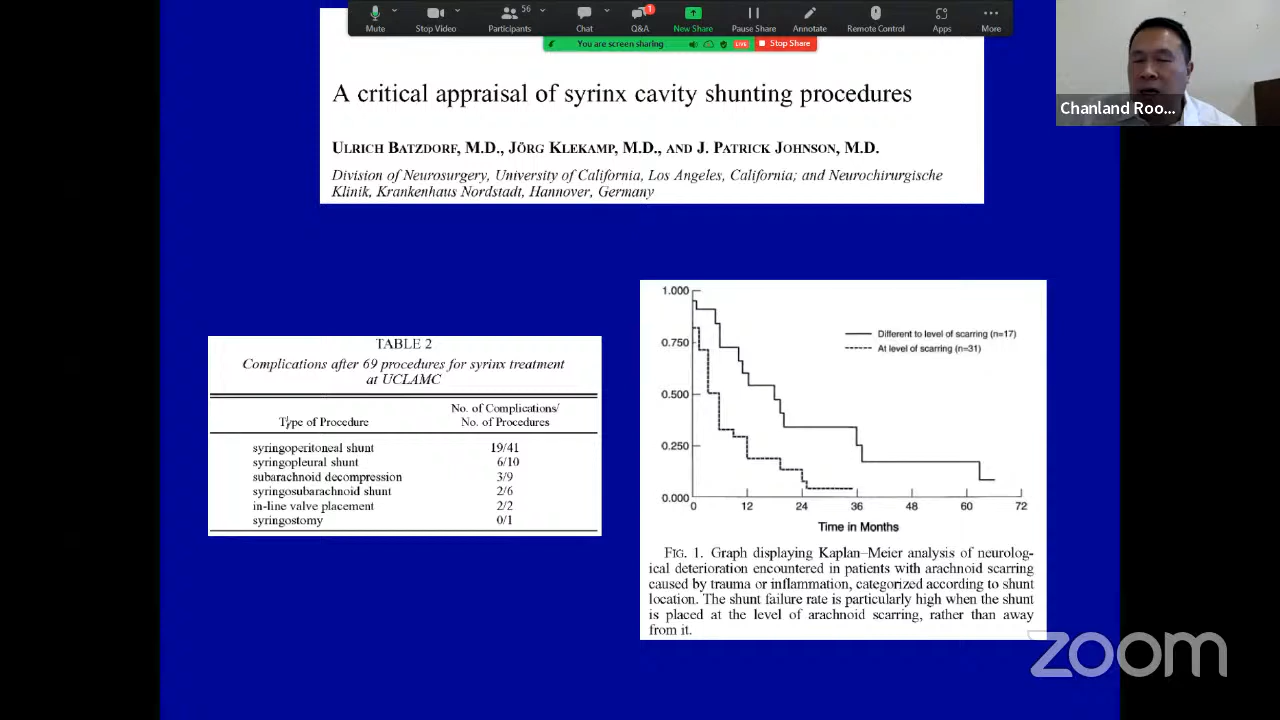 56
1
Mute
Stop Video
Participants
Chat
Q&A
New Share
Pause Share
Annotate
Remote Control
Apps
More
You are screen sharing
LIVE
Stop Share
Chanland Roo...
A critical appraisal of syrinx cavity shunting procedures
ULRICH BATZDORF, M.D., JÖRG KLEKAMP, M.D., AND J. PATRICK JOHNSON, M.D.
Division of Neurosurgery, University of California, Los Angeles, California; and Neurochirurgische
Klinik, Krankenhaus Nordstadt, Hannover, Germany
TABLE 2
Complications after 69 procedures for syrinx treatment
at UCLAMC
No. of Complications/
Type of Procedure No. of Procedures
syringoperitoneal shunt 19/41
syringopleural shunt 6/10
subarachnoid decompression 3/9
syringosubarachnoid shunt 2/6
in-line valve placement 2/2
syringostomy 0/1
1.000
0.750
0.500
0.250
0.000
Different to level of scarring (n=17)
At level of scarring (n=31)
0 12 24 36 48 60 72
Time in Months
FIG. 1. Graph displaying Kaplan–Meier analysis of neurolog-
ical deterioration encountered in patients with arachnoid scarring
caused by trauma or inflammation, categorized according to shunt
location. The shunt failure rate is particularly high when the shunt
is placed at the level of arachnoid scarring, rather than away
from it.
zoom